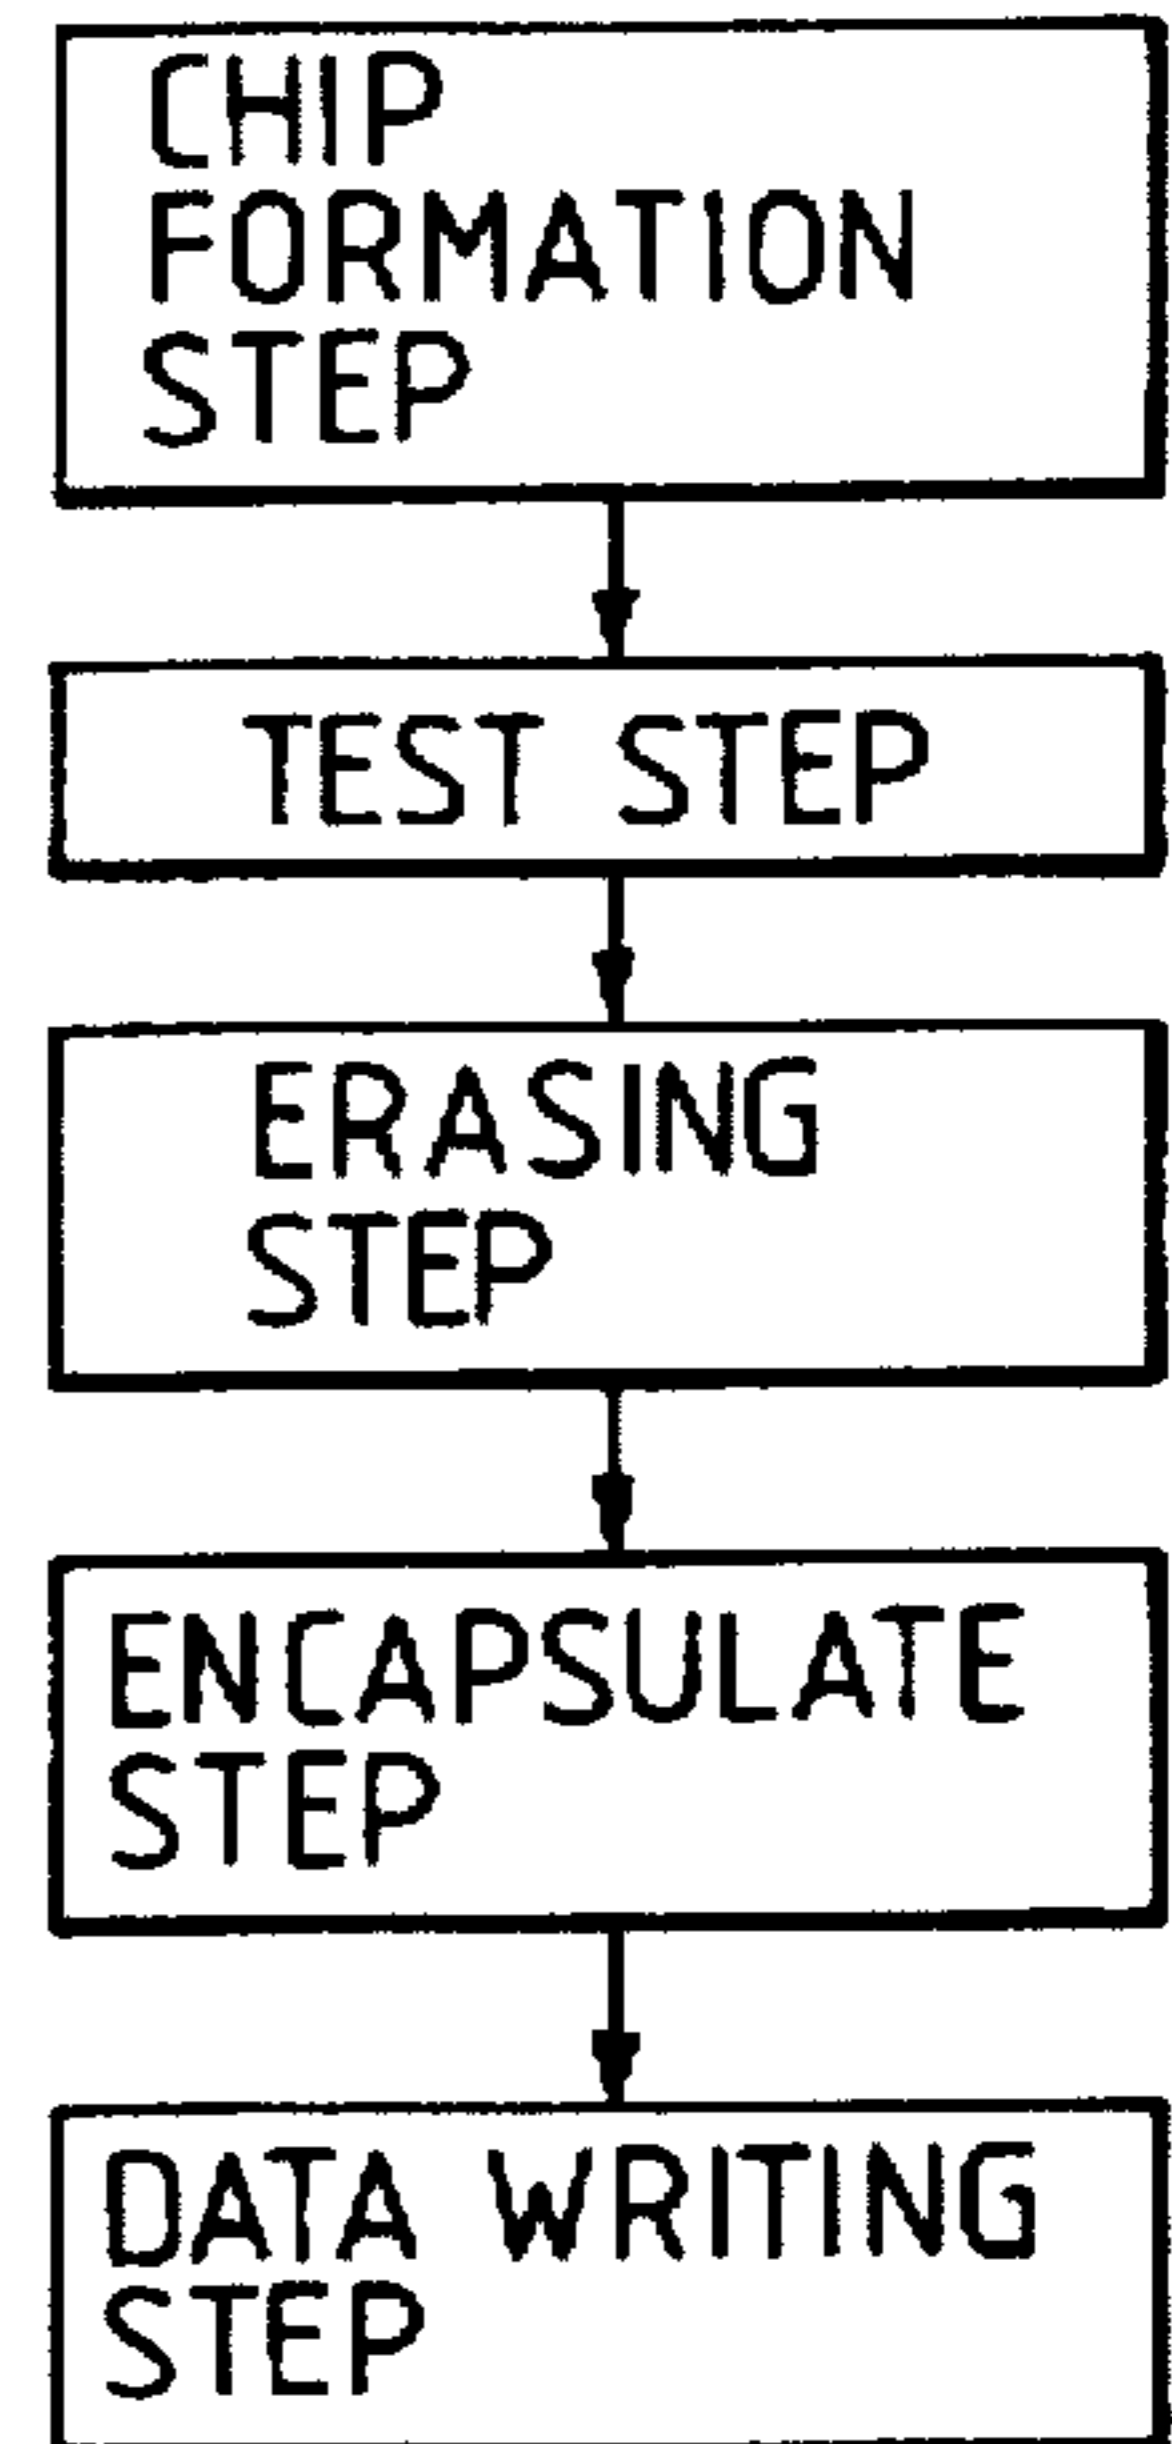 CHIP
FORMATION
STEP
TEST STEP
ERASING
STEP
ENCAPSULATE
STEP
DATA WRITING
STEP